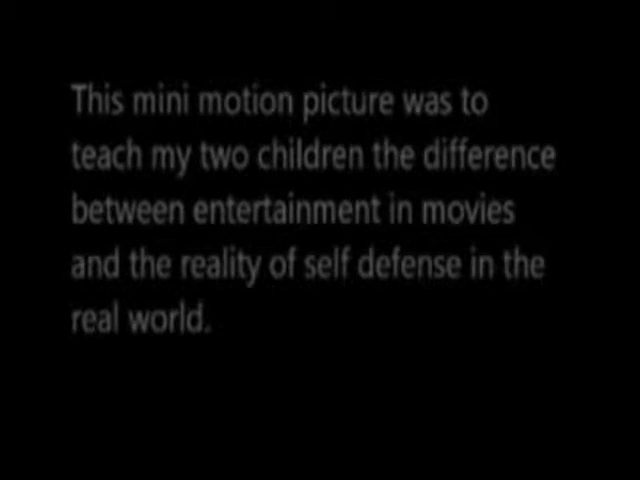 This mini motion picture was to
teach my two children the difference
between entertainment in movies
and the reality of self defense in the
real world.